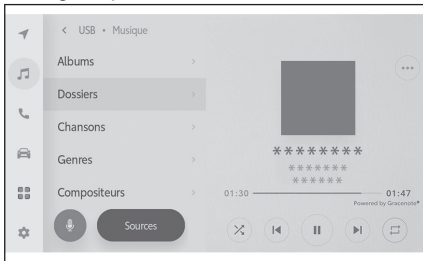 < USB • Musique
Albums >
Dossiers >
Chansons >
Genres >
Compositeurs >
Sources
********
*******
******
01:30 01:47
Powered by Gracenote®